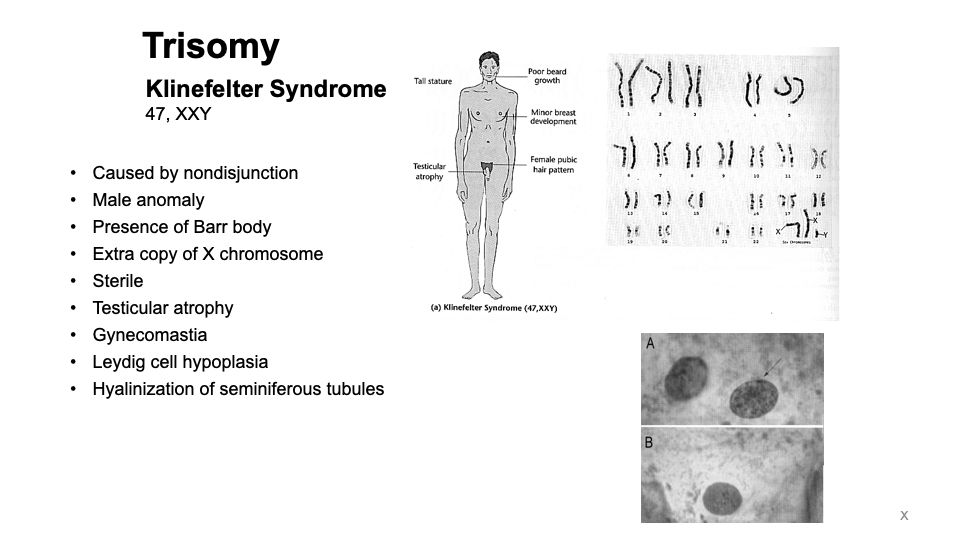 Trisomy
Klinefelter Syndrome
47, XXY
• Caused by nondisjunction
• Male anomaly
• Presence of Barr body
• Extra copy of X chromosome
• Sterile
• Testicular atrophy
• Gynecomastia
• Leydig cell hypoplasia
• Hyalinization of seminiferous tubules
Tall stature
Poor beard
growth
Minor breast
development
Testicular
atrophy
Female pubic
hair pattern
(a) Klinefelter Syndrome (47,XXY)
1 2 3 4 5
6 7 8 9 10 11 12
13 14 15 16 17 18
19 20 21 22
X X Y
Sex Chromosomes
A
B
X